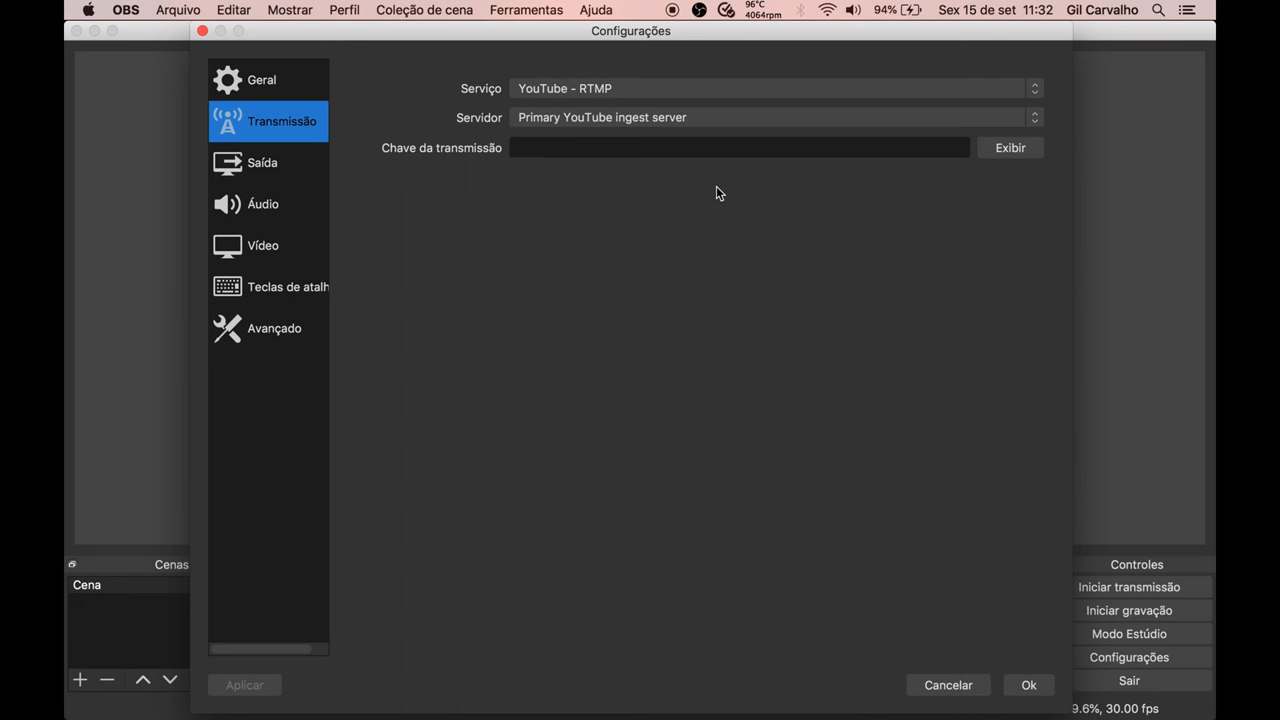 OBS Arquivo Editar Mostrar Perfil Coleção de cena Ferramentas Ajuda 96°C 4064rpm 94% Sex 15 de set 11:32 Gil Carvalho
Configurações
Geral
Transmissão
Saída
Áudio
Vídeo
Teclas de atalh
Avançado
Serviço YouTube - RTMP
Servidor Primary YouTube ingest server
Chave da transmissão Exibir
Cenas
Cena
Controles
Iniciar transmissão
Iniciar gravação
Modo Estúdio
Configurações
Sair
Aplicar Cancelar Ok
9.6%, 30.00 fps